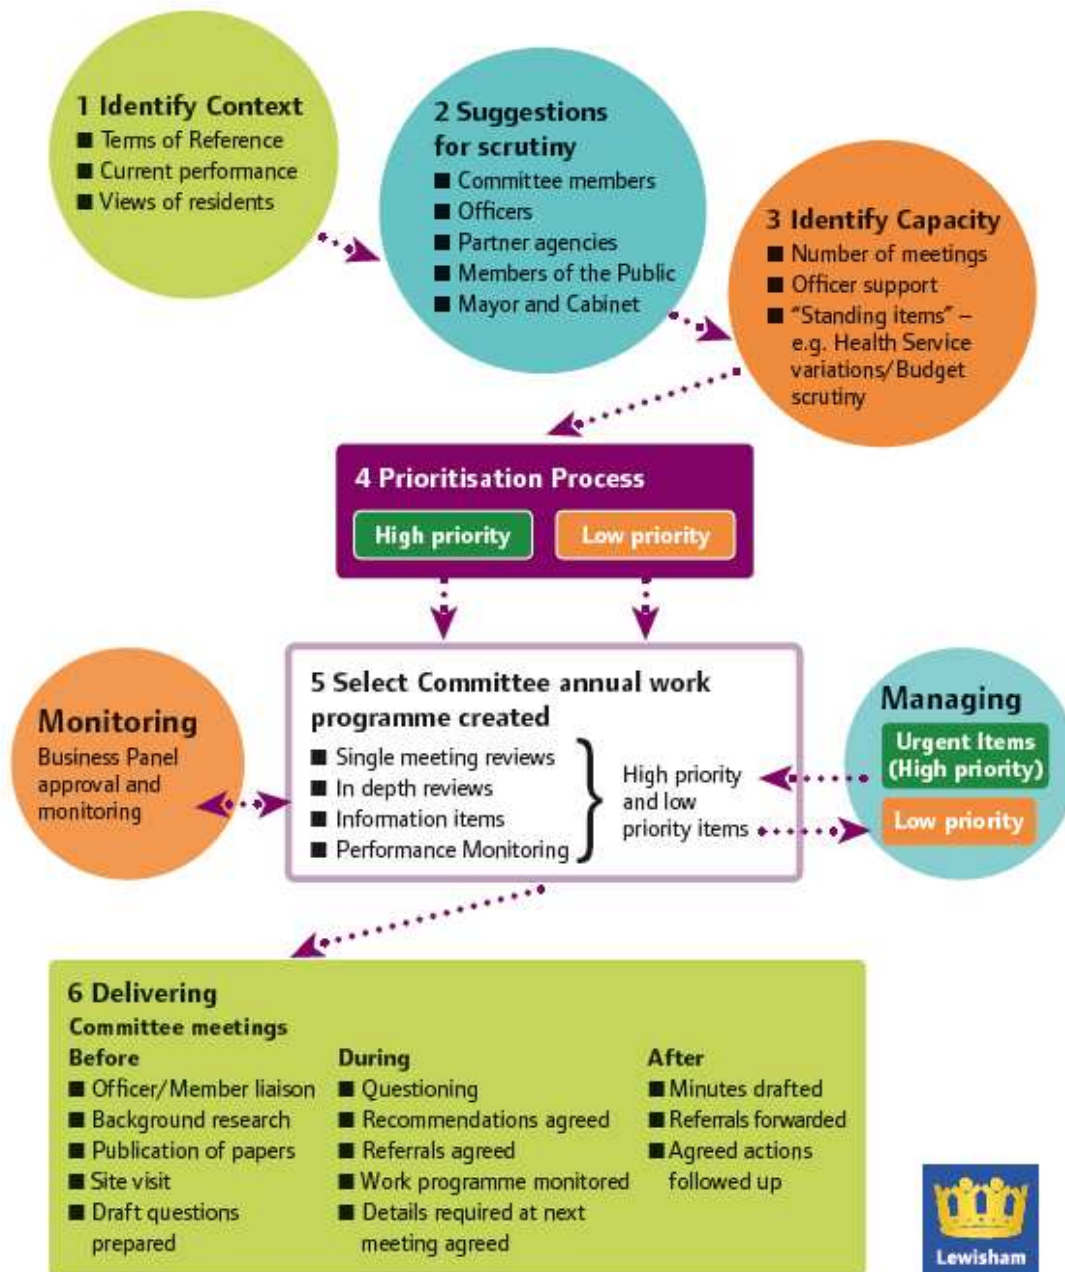 1 Identify Context
■ Terms of Reference
■ Current performance
■ Views of residents
2 Suggestions
for scrutiny
■ Committee members
■ Officers
■ Partner agencies
■ Members of the Public
■ Mayor and Cabinet
3 Identify Capacity
■ Number of meetings
■ Officer support
■ “Standing items” –
e.g. Health Service
variations/Budget
scrutiny
4 Prioritisation Process
High priority
Low priority
Monitoring
Business Panel
approval and
monitoring
5 Select Committee annual work
programme created
■ Single meeting reviews
■ In depth reviews
■ Information items
■ Performance Monitoring
High priority
and low
priority items
Managing
Urgent Items
(High priority)
Low priority
6 Delivering
Committee meetings
Before
■ Officer/Member liaison
■ Background research
■ Publication of papers
■ Site visit
■ Draft questions
prepared
During
■ Questioning
■ Recommendations agreed
■ Referrals agreed
■ Work programme monitored
■ Details required at next
meeting agreed
After
■ Minutes drafted
■ Referrals forwarded
■ Agreed actions
followed up
Lewisham